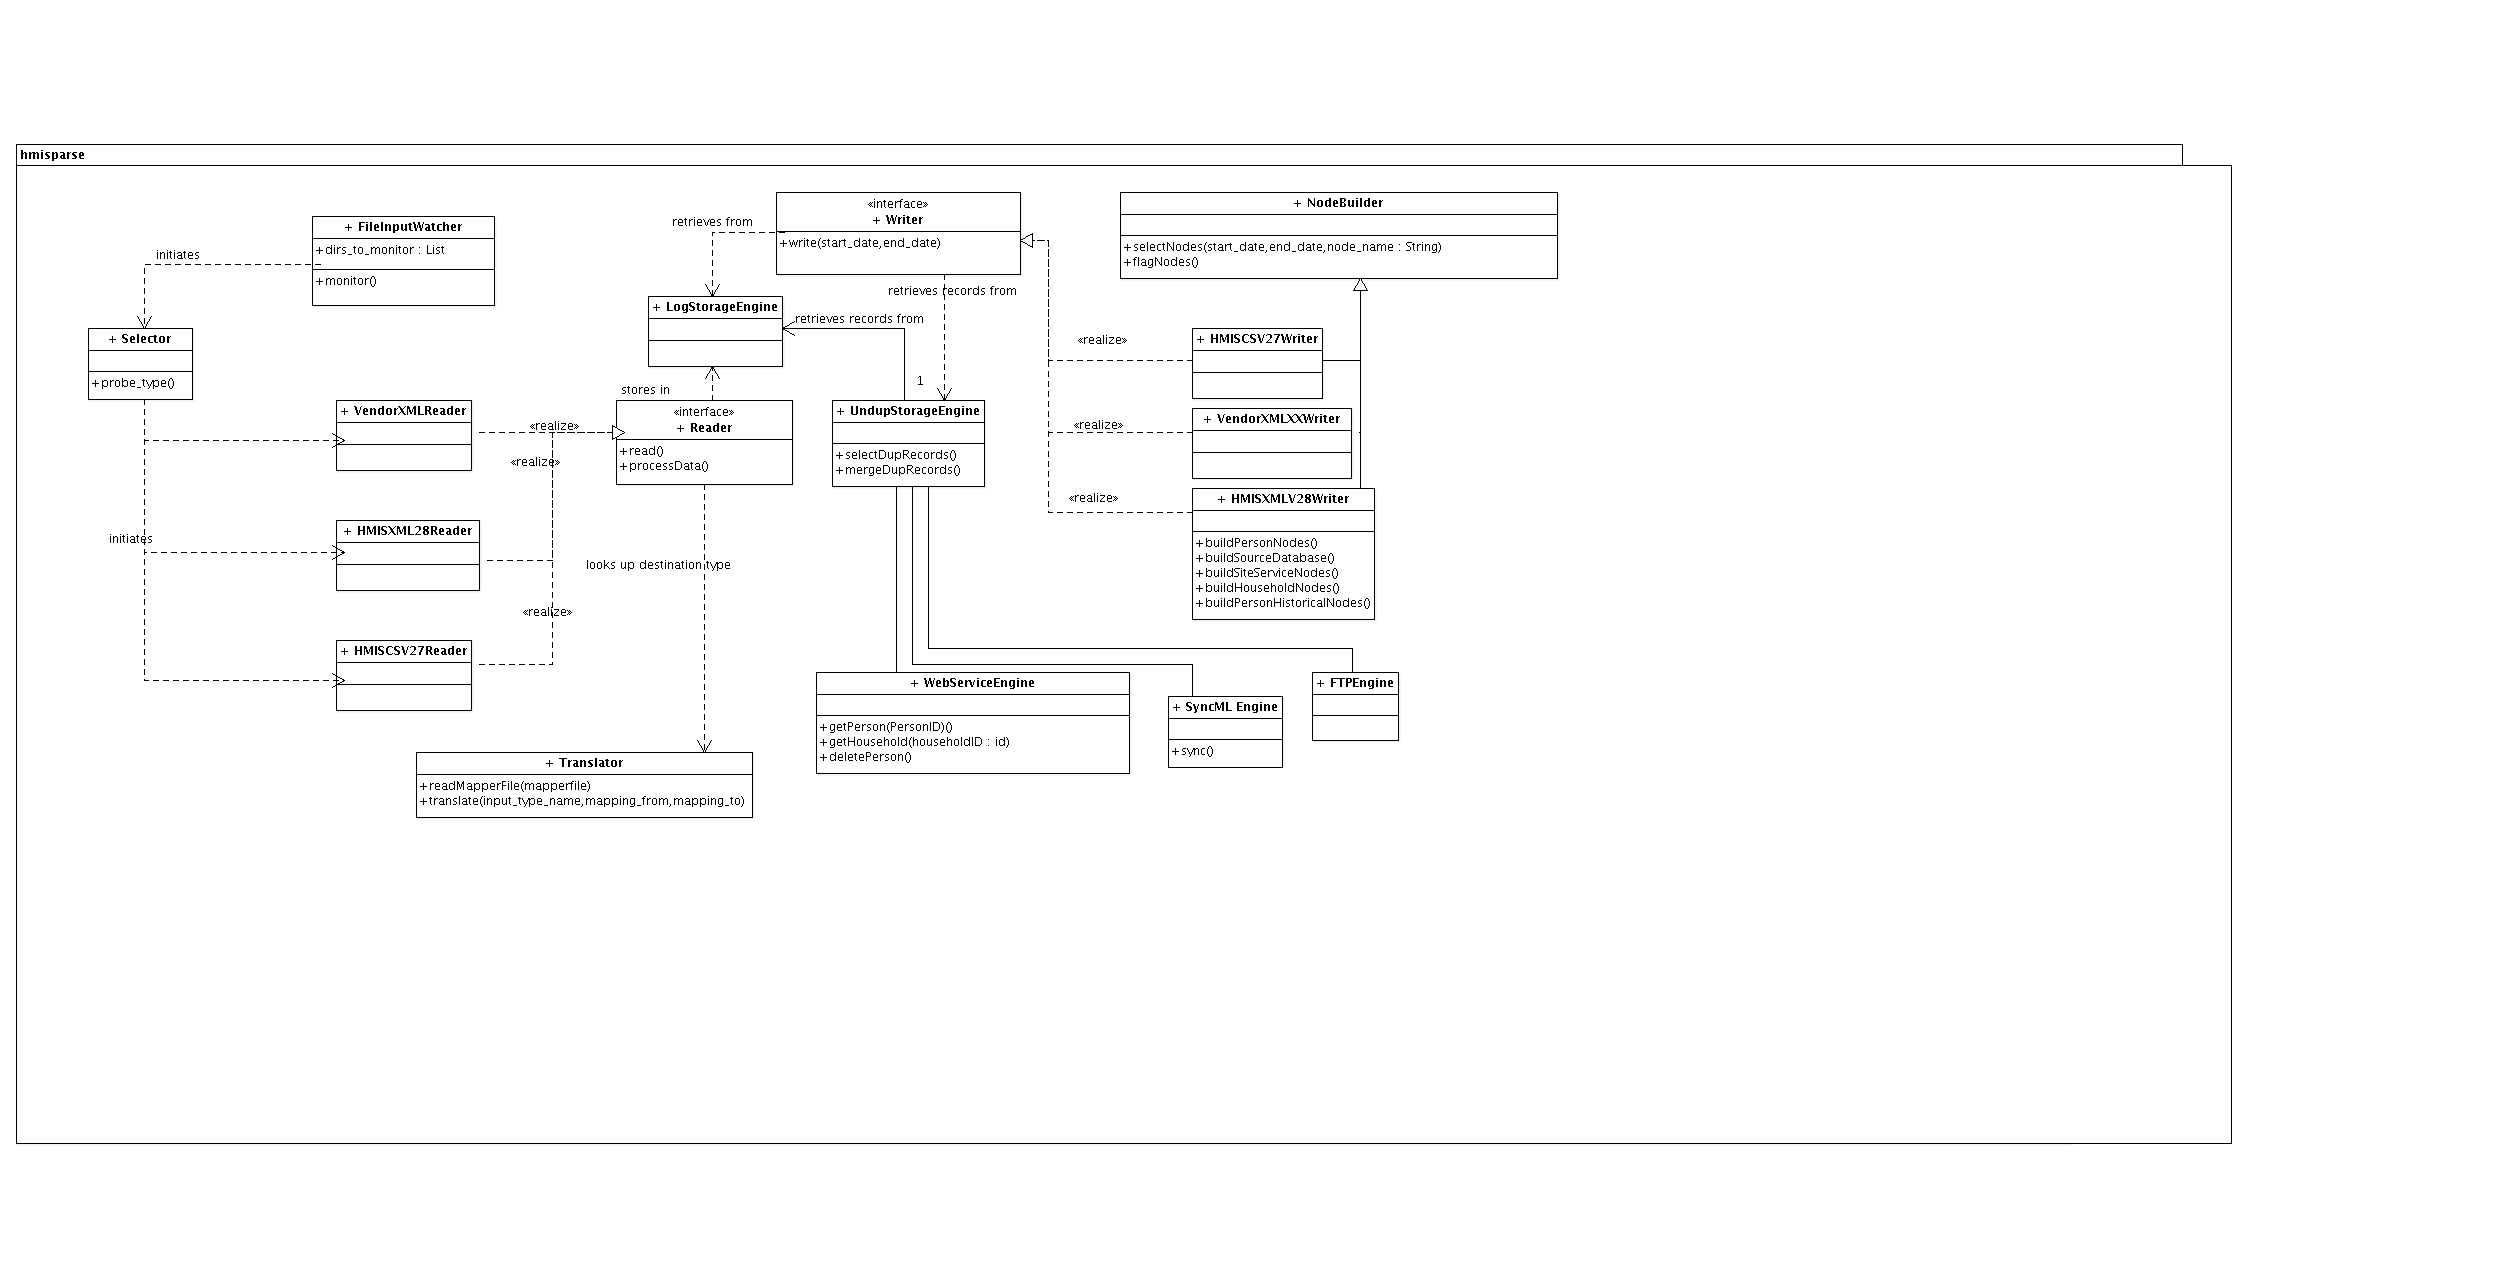 hmisparse
+ FileInputWatcher
+dirs_to_monitor : List
+monitor()
initiates
+ Selector
+probe_type()
initiates
+ VendorXMLReader
+ HMISXML28Reader
+ HMISCSV27Reader
«realize»
«realize»
«realize»
«interface»
+ Writer
+write(start_date,end_date)
retrieves from
+ LogStorageEngine
retrieves records from
retrieves records from
1
stores in
«interface»
+ Reader
+read()
+processData()
looks up destination type
+ Translator
+readMapperFile(mapperfile)
+translate(input_type_name,mapping_from,mapping_to)
+ UndupStorageEngine
+selectDupRecords()
+mergeDupRecords()
+ NodeBuilder
+selectNodes(start_date,end_date,node_name : String)
+flagNodes()
«realize»
«realize»
«realize»
+ HMISCSV27Writer
+ VendorXMLXXWriter
+ HMISXMLV28Writer
+buildPersonNodes()
+buildSourceDatabase()
+buildSiteServiceNodes()
+buildHouseholdNodes()
+buildPersonHistoricalNodes()
+ WebServiceEngine
+getPerson(PersonID)()
+getHousehold(householdID : id)
+deletePerson()
+ SyncML Engine
+sync()
+ FTPEngine